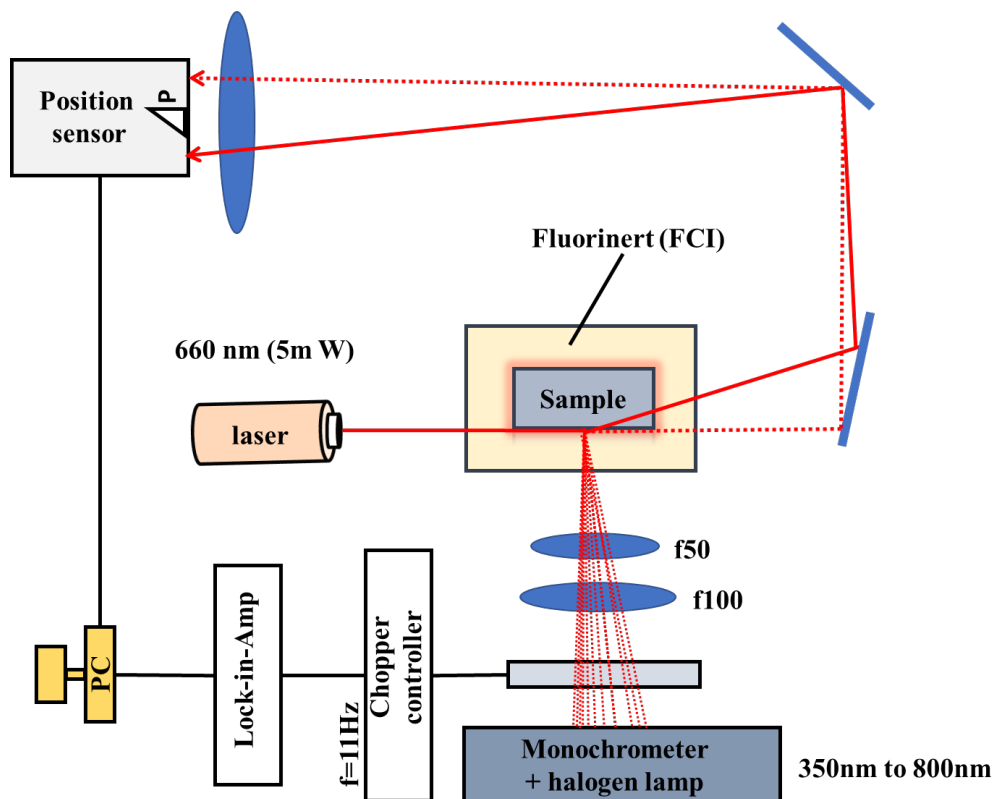 Position
sensor
P
Fluorinert (FCI)
660 nm (5m W)
laser
Sample
f50
f100
PC
Lock-in-Amp
f=11Hz
Chopper
controller
Monochrometer
+ halogen lamp
350nm to 800nm